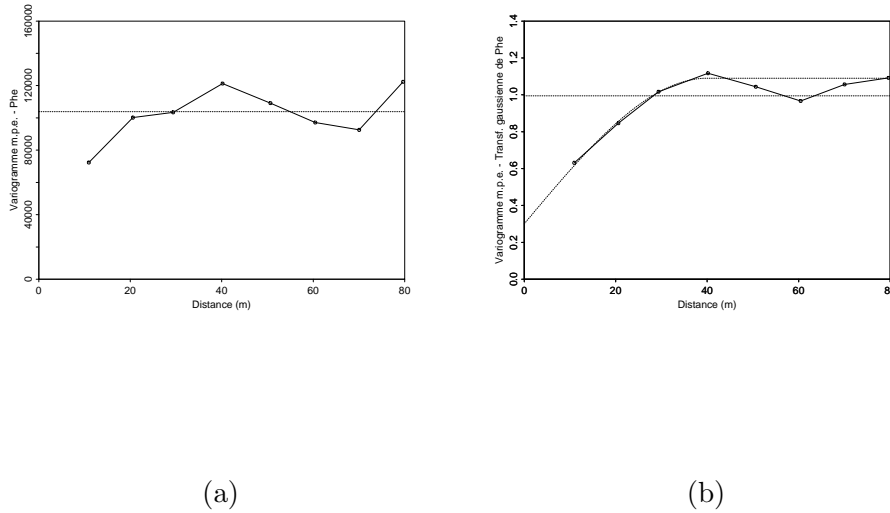 160000
120000
80000
40000
0
Variogramme m.p.e. - Phe
0 20 40 60 80
Distance (m)
1.4
1.2
1.0
0.8
0.6
0.4
0.2
0.0
Variogramme m.p.e. - Transf. gaussienne de Phe
0 20 40 60 80
Distance (m)
(a)
(b)